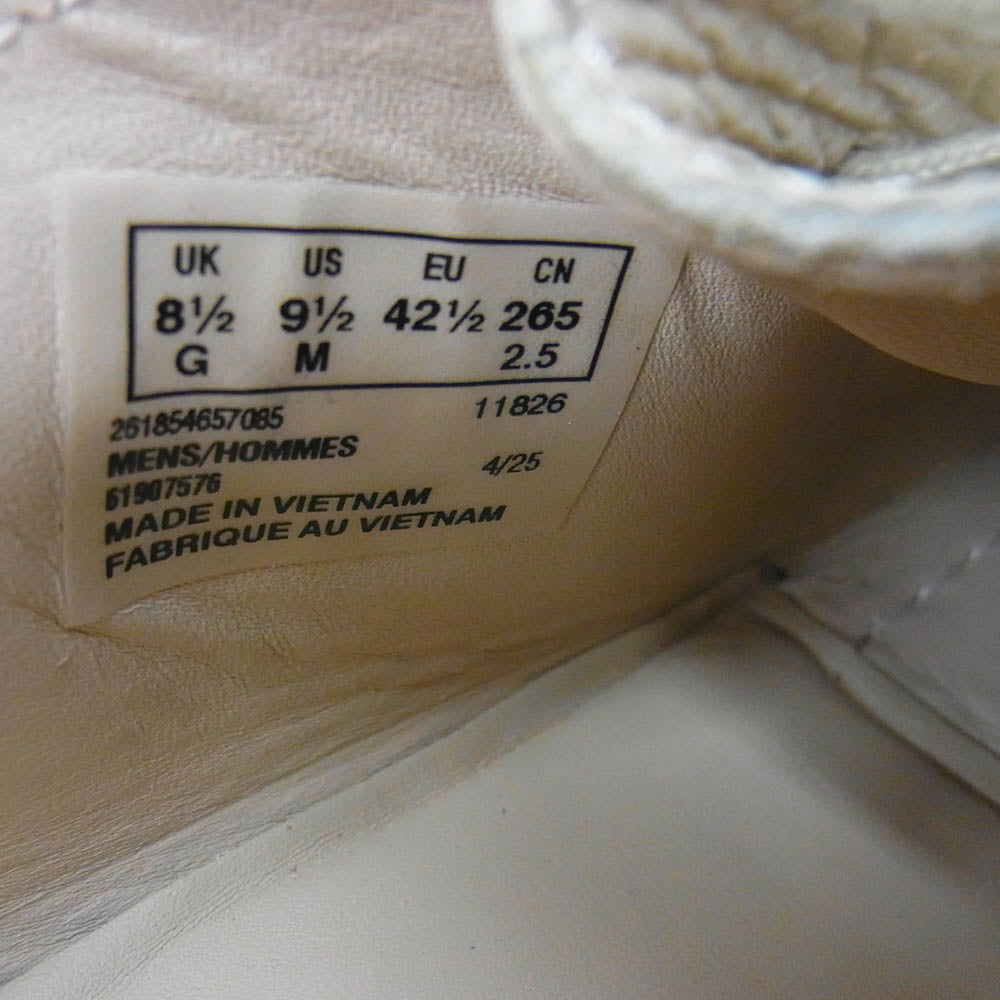 UK US EU CN
8½ 9½ 42½ 265
G M 2.5
261854657085 11826
MENS/HOMMES
61907576 4/25
MADE IN VIETNAM
FABRIQUE AU VIETNAM